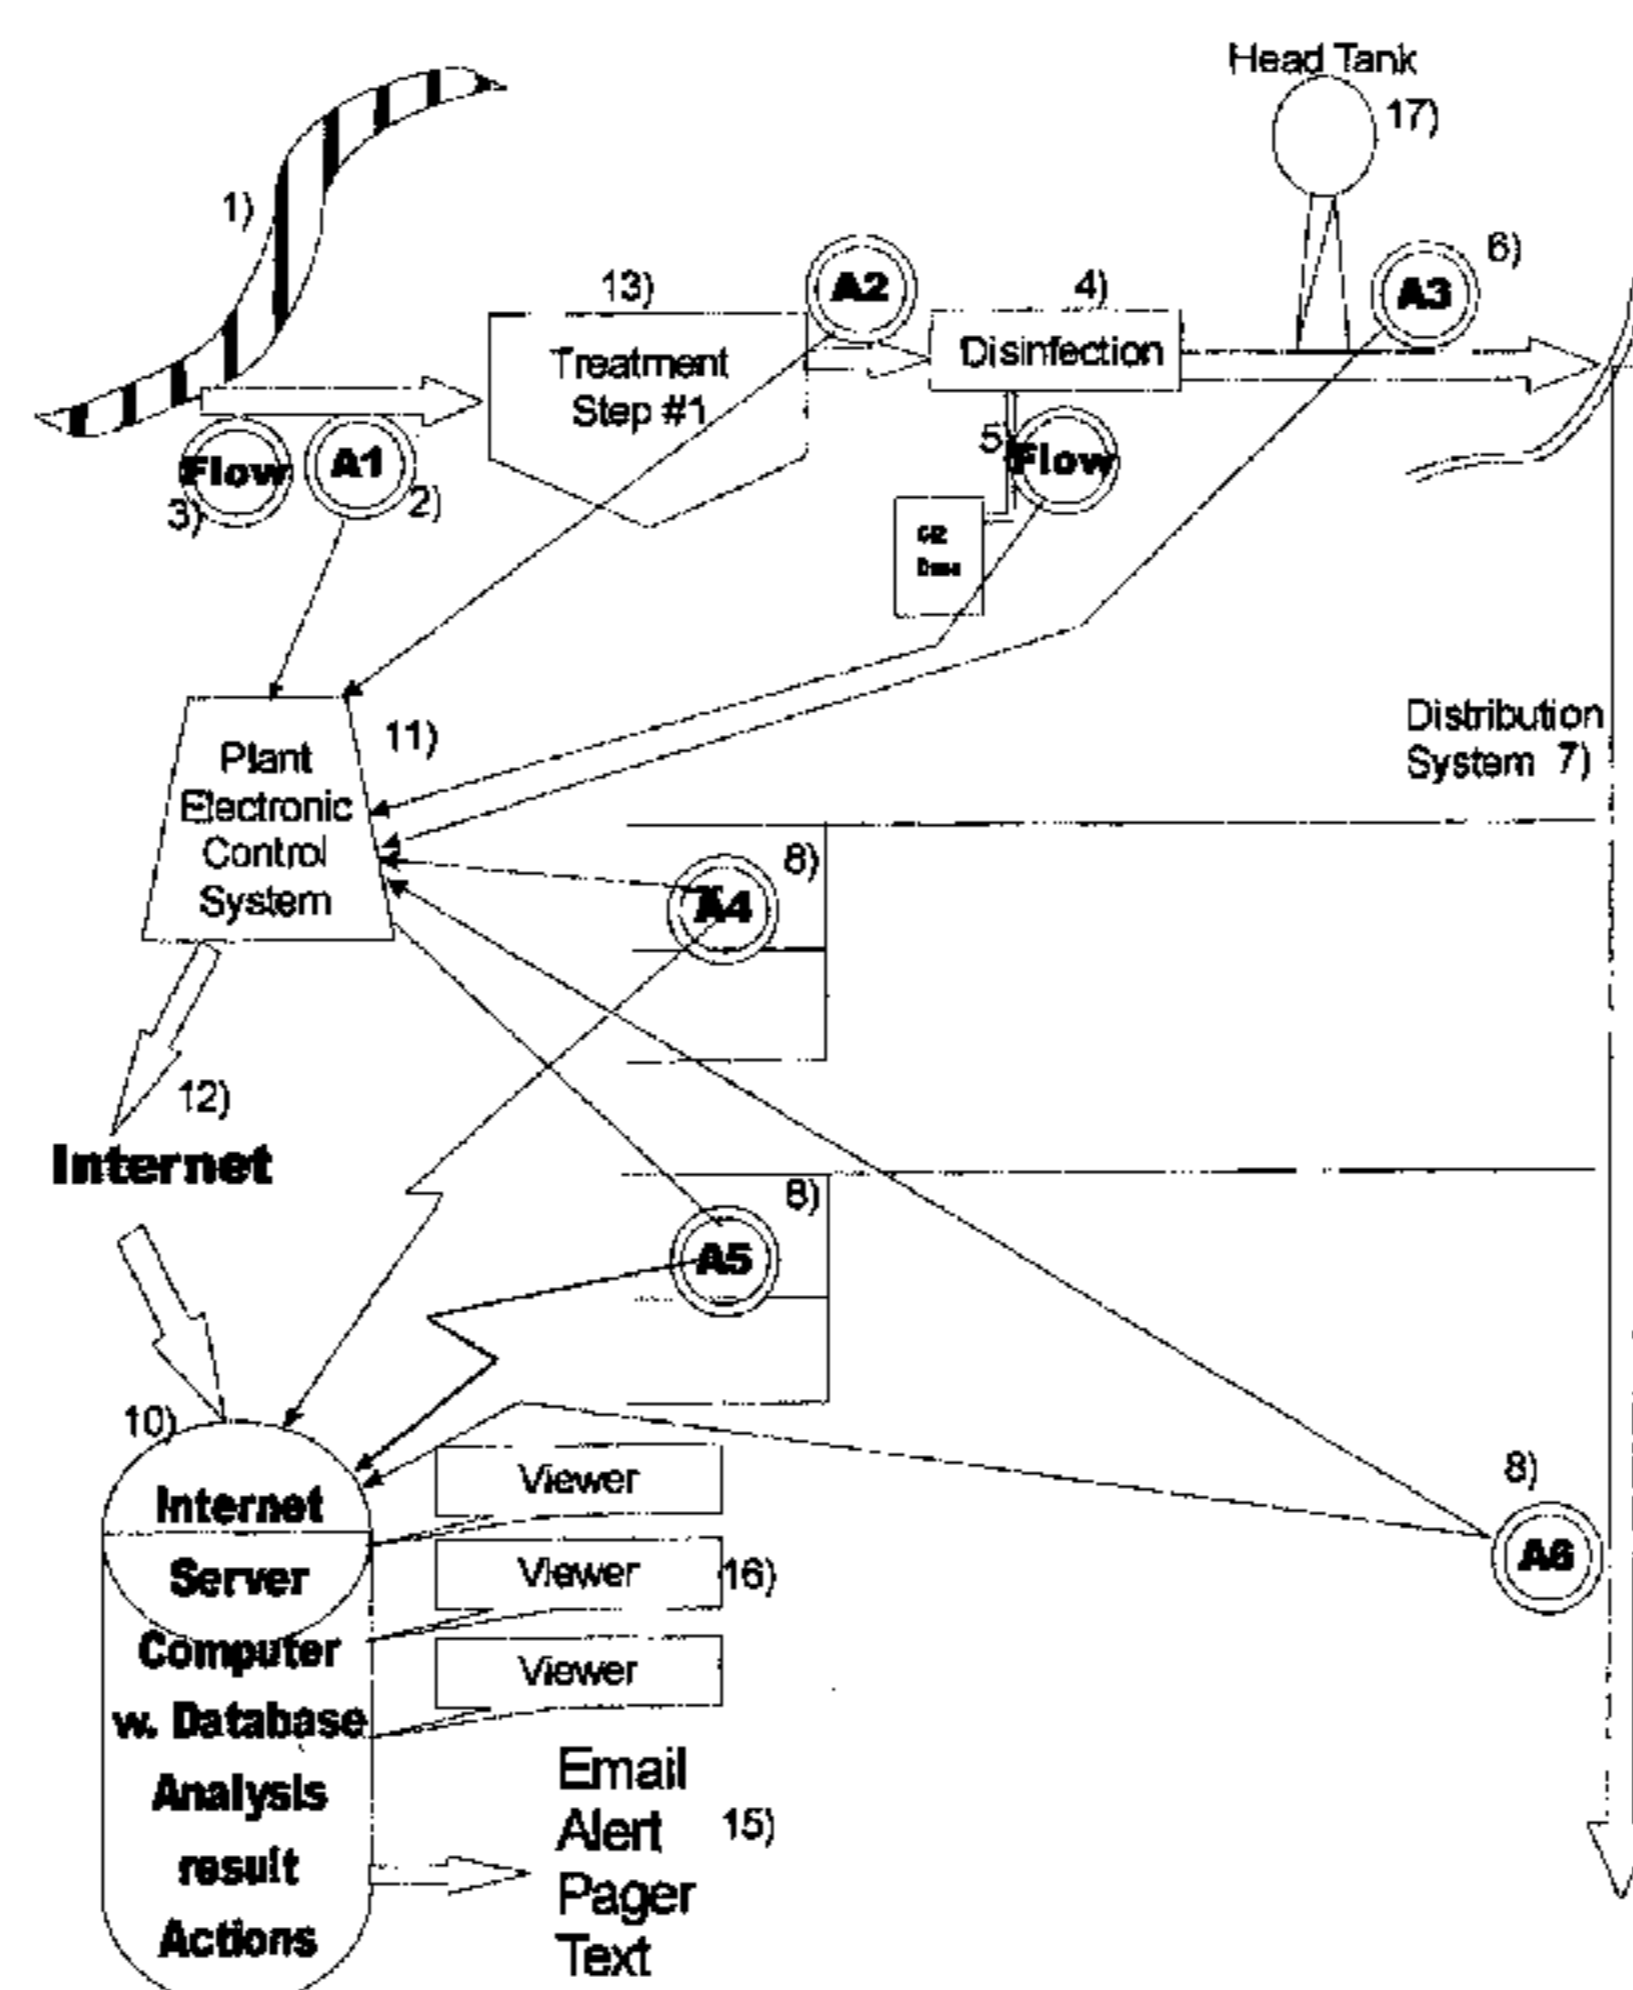 Head Tank
17)
1)
6)
13)
A2
4)
A3
Treatment
Step #1
Disinfection
Flow
A1
3)
2)
5)
Flow
Distribution
System 7)
11)
Plant
Electronic
Control
System
8)
A4
12)
Internet
8)
A5
10)
Internet
Server
Computer
w. Database
Analysis
result
Actions
Viewer
Viewer
16)
Viewer
8)
A6
Email
Alert
15)
Pager
Text